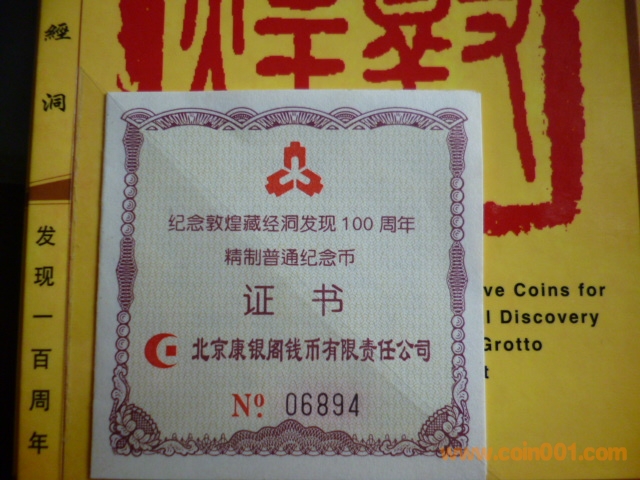 經洞
发现一百周年
敦煌
纪念敦煌藏经洞发现100周年
精制普通纪念币
证书
北京康银阁钱币有限责任公司
Nº 06894
ve Coins for
l Discovery
Grotto
t
www.coin001.com